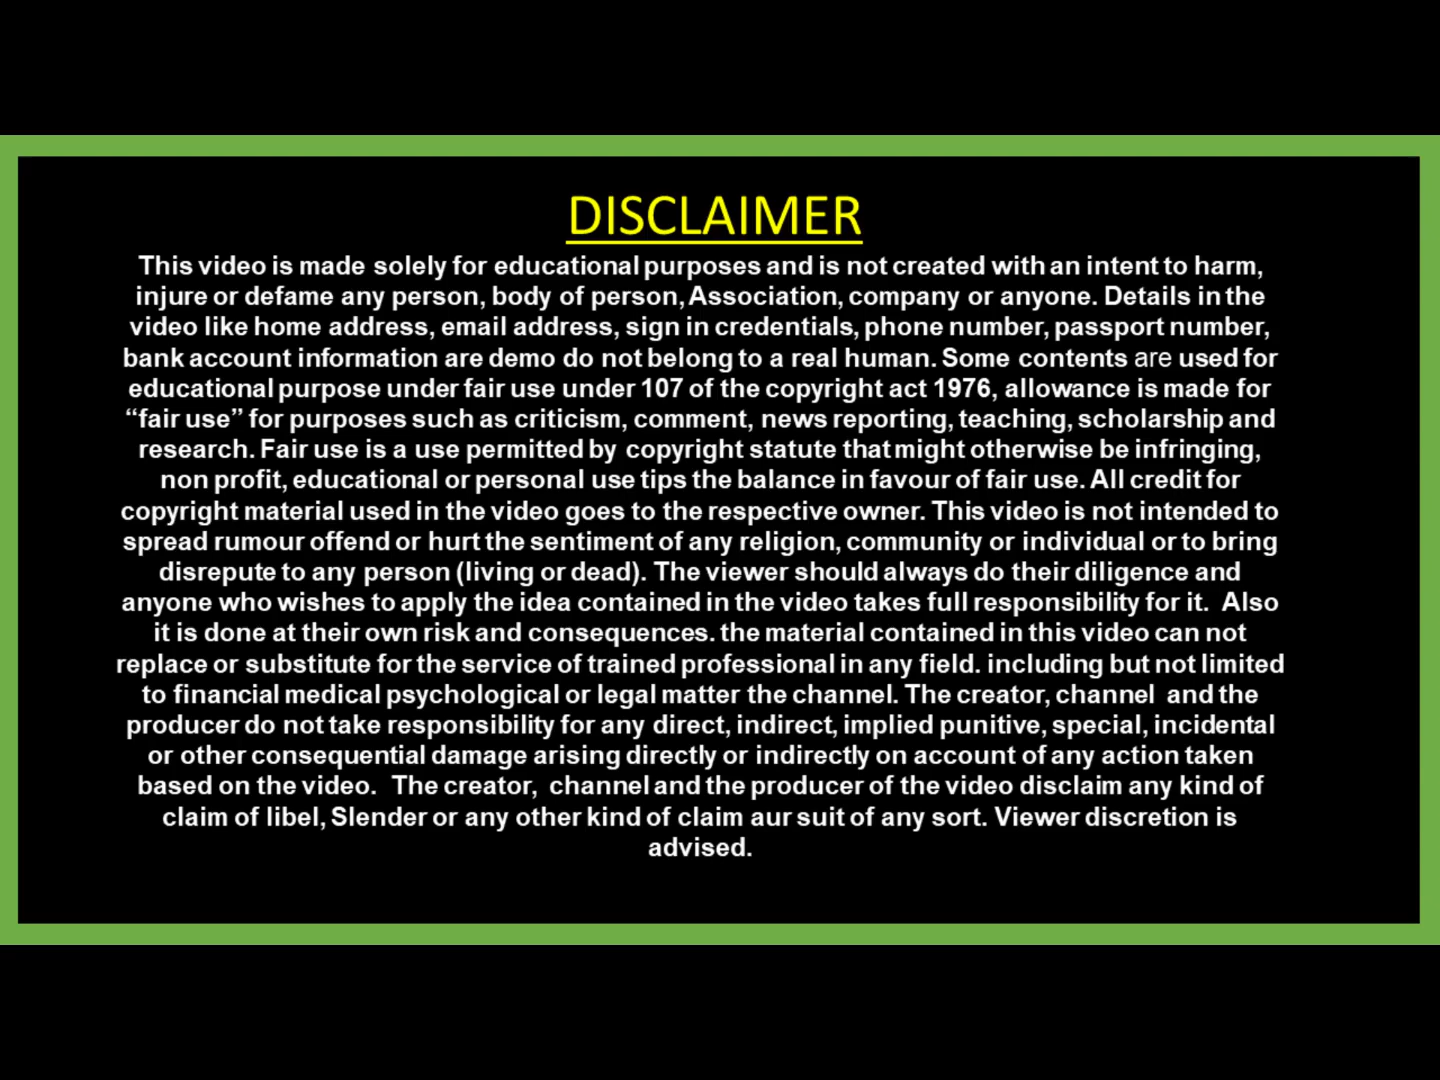 DISCLAIMER
This video is made solely for educational purposes and is not created with an intent to harm,
injure or defame any person, body of person, Association, company or anyone. Details in the
video like home address, email address, sign in credentials, phone number, passport number,
bank account information are demo do not belong to a real human. Some contents are used for
educational purpose under fair use under 107 of the copyright act 1976, allowance is made for
“fair use” for purposes such as criticism, comment, news reporting, teaching, scholarship and
research. Fair use is a use permitted by copyright statute that might otherwise be infringing,
non profit, educational or personal use tips the balance in favour of fair use. All credit for
copyright material used in the video goes to the respective owner. This video is not intended to
spread rumour offend or hurt the sentiment of any religion, community or individual or to bring
disrepute to any person (living or dead). The viewer should always do their diligence and
anyone who wishes to apply the idea contained in the video takes full responsibility for it. Also
it is done at their own risk and consequences. the material contained in this video can not
replace or substitute for the service of trained professional in any field. including but not limited
to financial medical psychological or legal matter the channel. The creator, channel and the
producer do not take responsibility for any direct, indirect, implied punitive, special, incidental
or other consequential damage arising directly or indirectly on account of any action taken
based on the video. The creator, channel and the producer of the video disclaim any kind of
claim of libel, Slender or any other kind of claim aur suit of any sort. Viewer discretion is
advised.